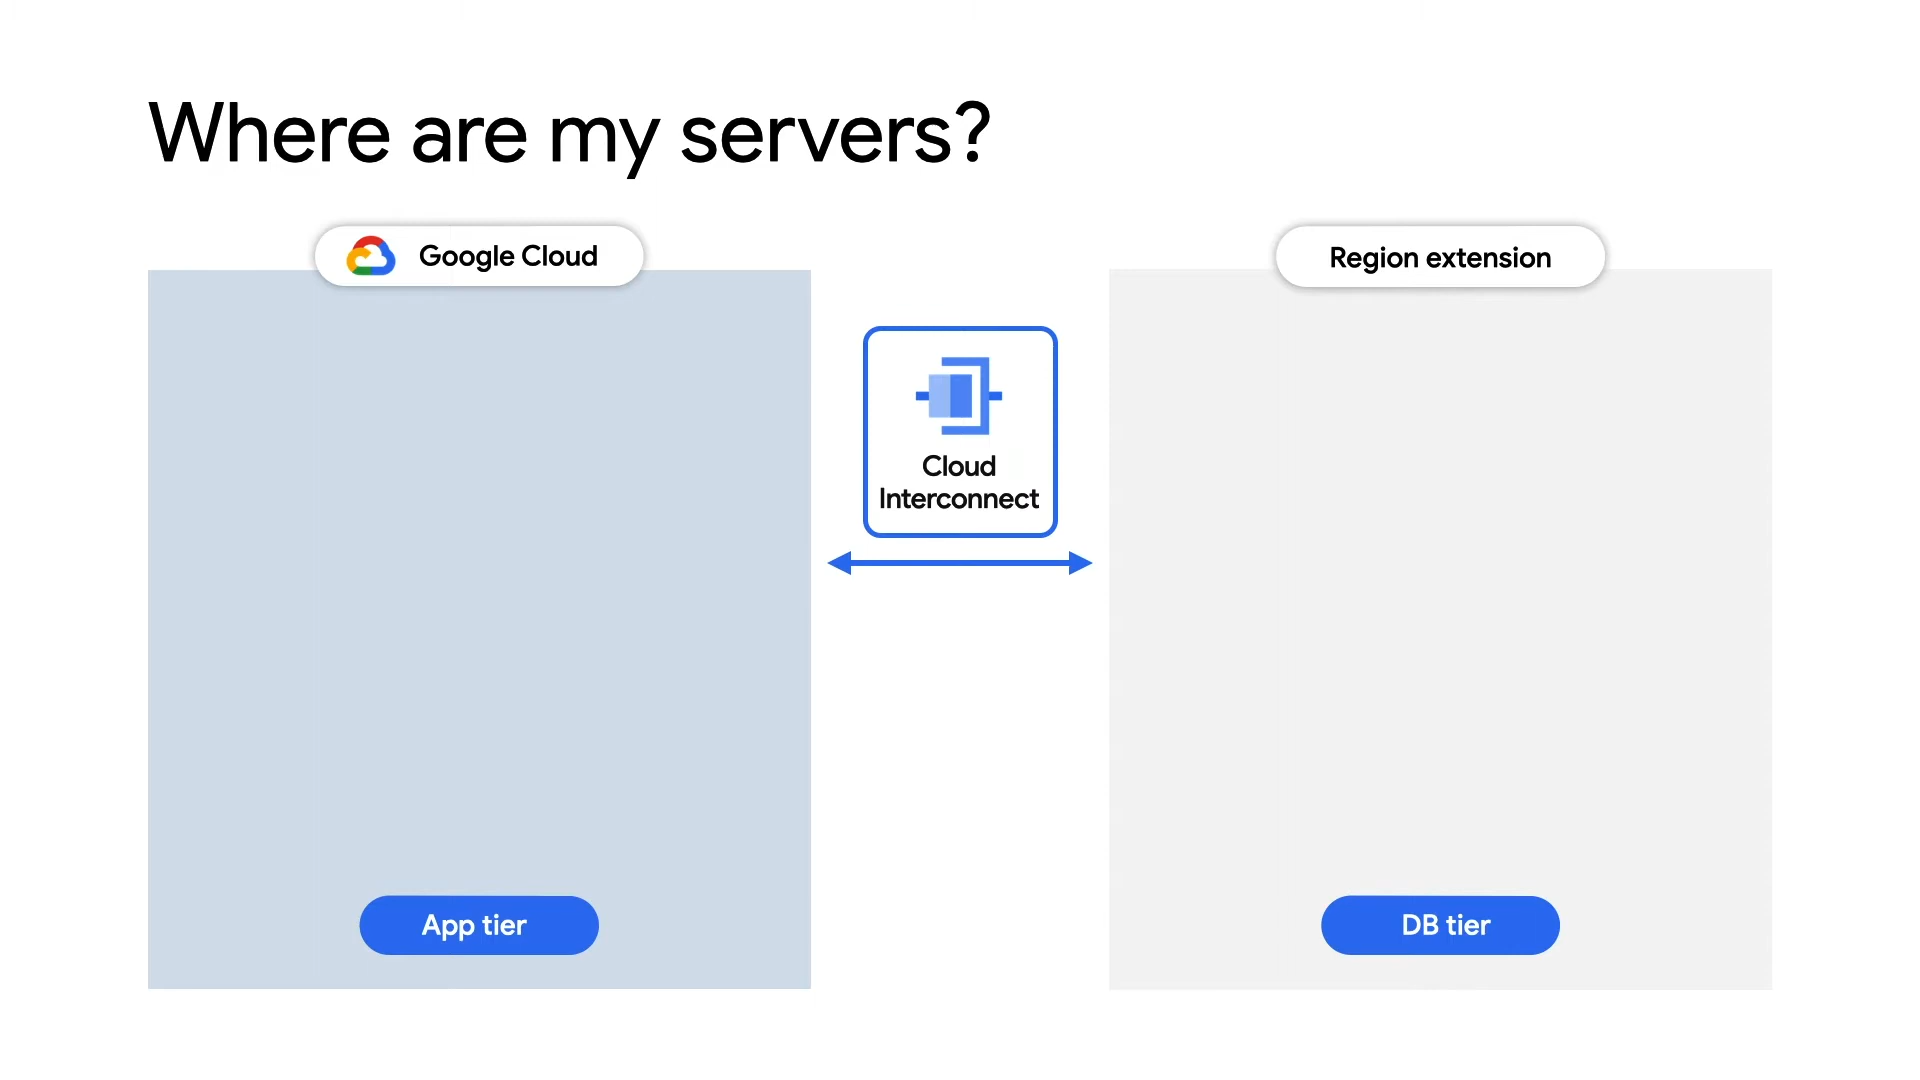 Where are my servers?
Google Cloud
Region extension
Cloud
Interconnect
App tier
DB tier